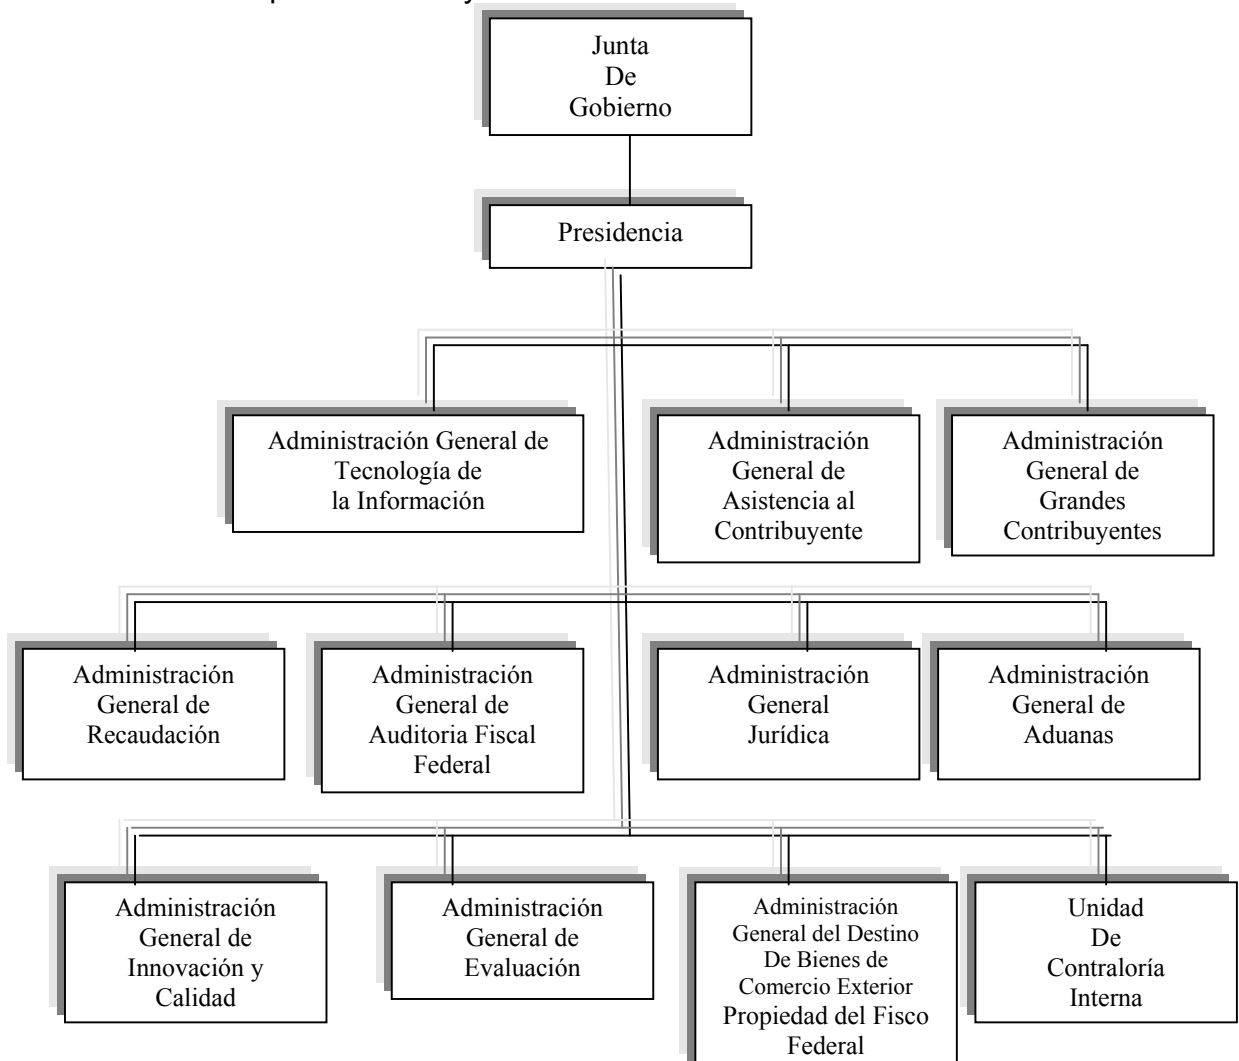 Junta
De
Gobierno
Presidencia
Administración General de
Tecnología de
la Información
Administración
General de
Asistencia al
Contribuyente
Administración
General de
Grandes
Contribuyentes
Administración
General de
Recaudación
Administración
General de
Auditoria Fiscal
Federal
Administración
General
Jurídica
Administración
General de
Aduanas
Administración
General de
Innovación y
Calidad
Administración
General de
Evaluación
Administración
General del Destino
De Bienes de
Comercio Exterior
Propiedad del Fisco
Federal
Unidad
De
Contraloría
Interna